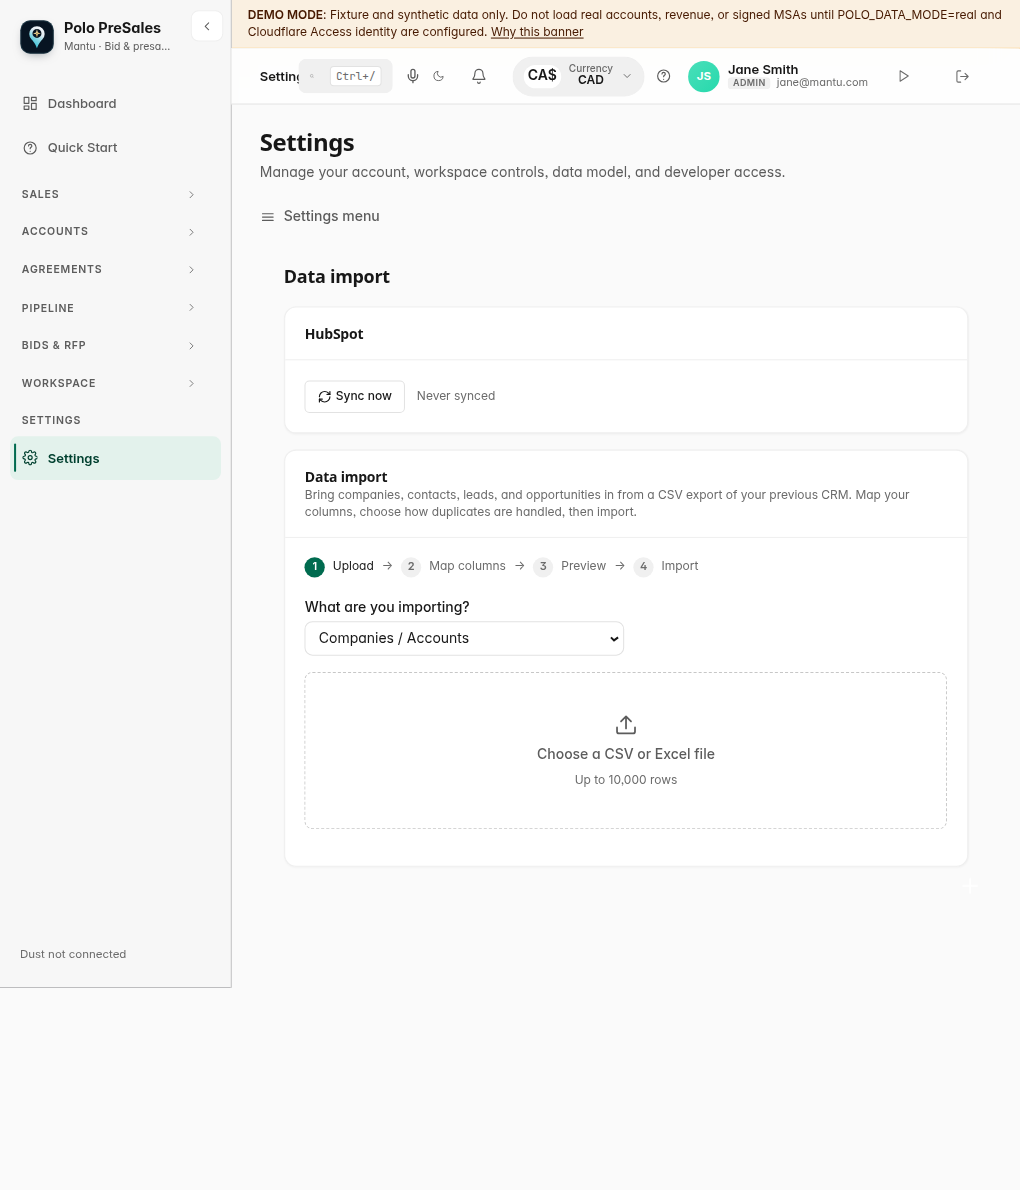 Polo PreSales
Mantu · Bid & presa...
Dashboard
Quick Start
SALES
ACCOUNTS
AGREEMENTS
PIPELINE
BIDS & RFP
WORKSPACE
SETTINGS
Settings
Dust not connected
DEMO MODE: Fixture and synthetic data only. Do not load real accounts, revenue, or signed MSAs until POLO_DATA_MODE=real and
Cloudflare Access identity are configured. Why this banner
Setting
Ctrl+/
CA$
Currency
CAD
JS
Jane Smith
ADMIN jane@mantu.com
Settings
Manage your account, workspace controls, data model, and developer access.
Settings menu
Data import
HubSpot
Sync now
Never synced
Data import
Bring companies, contacts, leads, and opportunities in from a CSV export of your previous CRM. Map your
columns, choose how duplicates are handled, then import.
1 Upload → 2 Map columns → 3 Preview → 4 Import
What are you importing?
Companies / Accounts
Choose a CSV or Excel file
Up to 10,000 rows